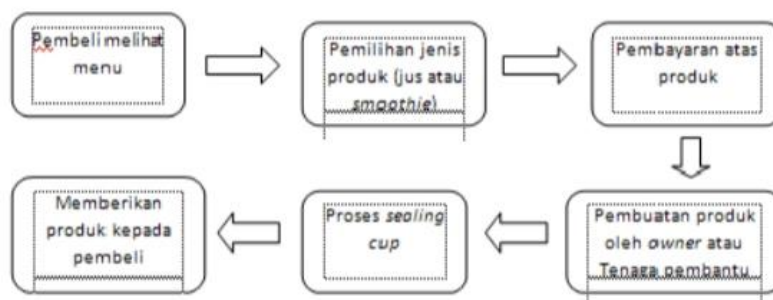 Pembeli melihat
menu
Pemilihan jenis
produk (jus atau
smoothie)
Pembayaran atas
produk
Pembuatan produk
oleh owner atau
Tenaga pembantu
Proses sealing
cup
Memberikan
produk kepada
pembeli